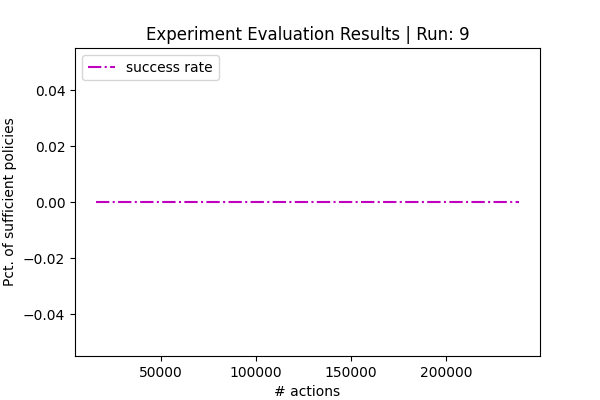 Experiment Evaluation Results | Run: 9
success rate
Pct. of sufficient policies
0.04
0.02
0.00
−0.02
−0.04
50000 100000 150000 200000
# actions